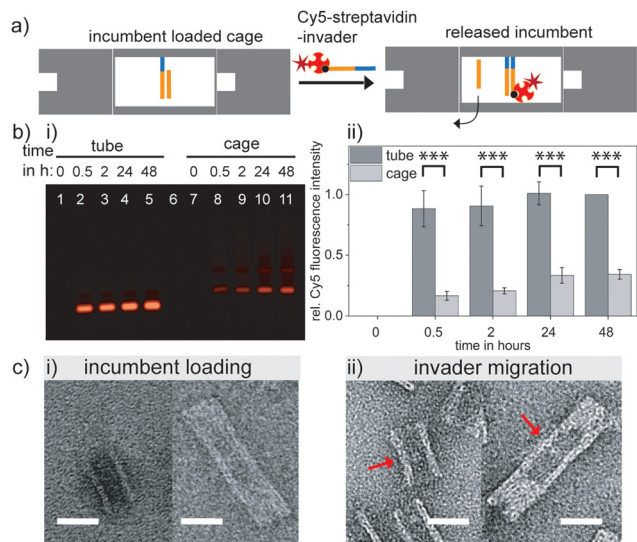 a)
incumbent loaded cage
Cy5-streptavidin
-invader
released incumbent
b) i)
tube
cage
time
in h: 0 0.5 2 24 48
0 0.5 2 24 48
1 2 3 4 5 6 7 8 9 10 11
ii)
tube
cage
*** *** *** ***
rel. Cy5 fluorescence intensity
1.0
0.5
0.0
0 0.5 2 24 48
time in hours
c) i) incumbent loading
ii) invader migration